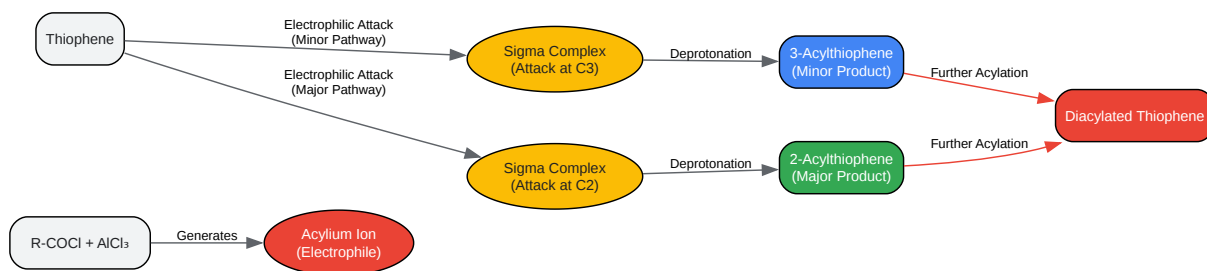 Thiophene
Electrophilic Attack
(Minor Pathway)
Electrophilic Attack
(Major Pathway)
Sigma Complex
(Attack at C3)
Deprotonation
3-Acylthiophene
(Minor Product)
Further Acylation
Diacylated Thiophene
Sigma Complex
(Attack at C2)
Deprotonation
2-Acylthiophene
(Major Product)
Further Acylation
R-COCl + AlCl₃
Generates
Acylium Ion
(Electrophile)